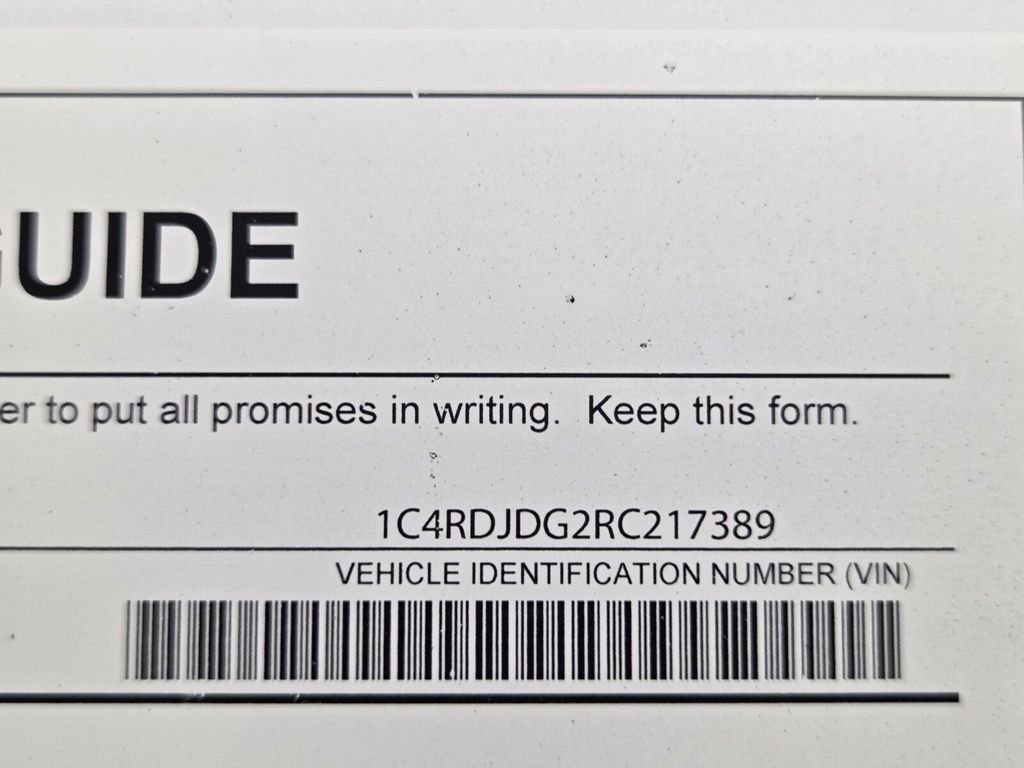 GUIDE
er to put all promises in writing. Keep this form.
1C4RDJDG2RC217389
VEHICLE IDENTIFICATION NUMBER (VIN)